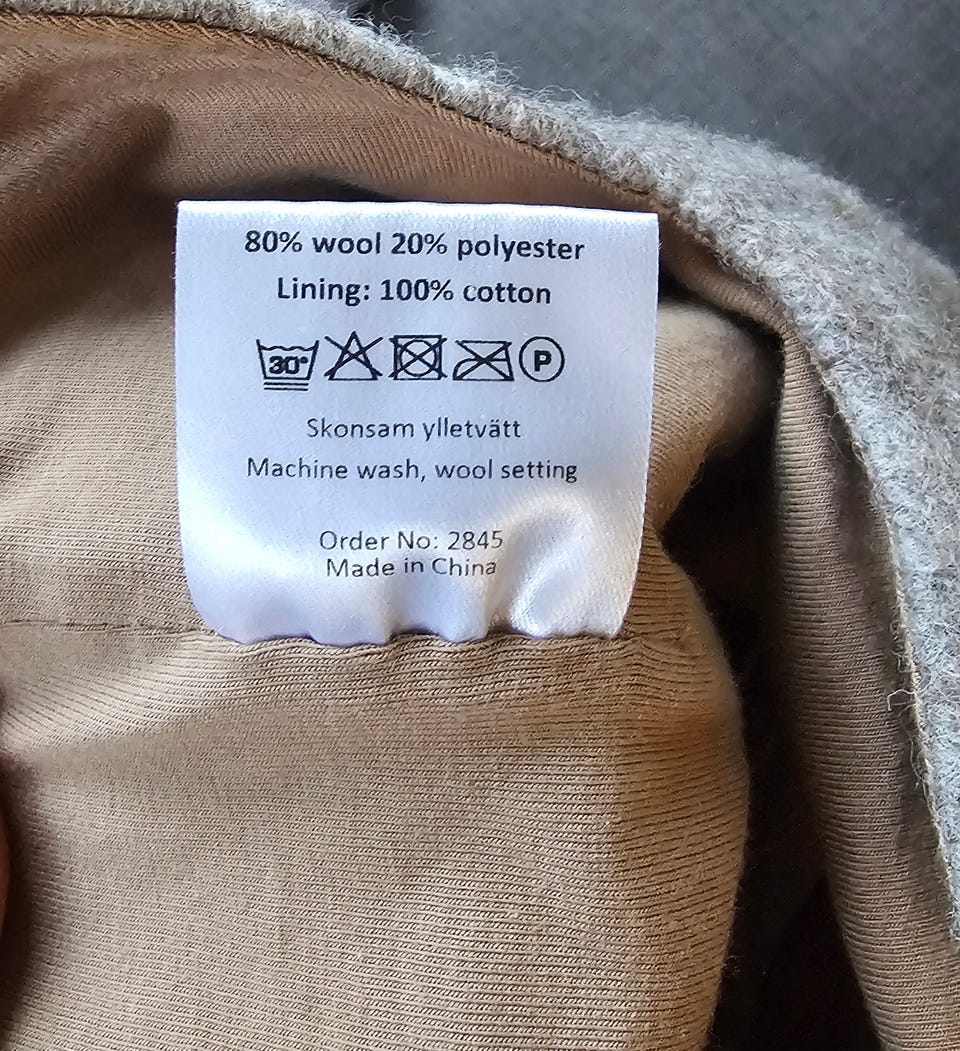 80% wool 20% polyester
Lining: 100% cotton
30° P
Skonsam ylletvätt
Machine wash, wool setting
Order No: 2845
Made in China